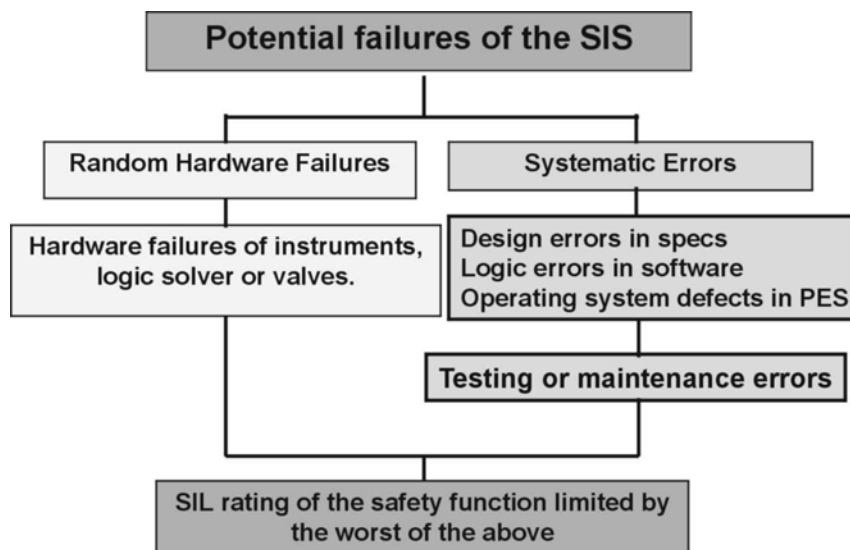 Potential failures of the SIS
Random Hardware Failures
Systematic Errors
Hardware failures of instruments,
logic solver or valves.
Design errors in specs
Logic errors in software
Operating system defects in PES
Testing or maintenance errors
SIL rating of the safety function limited by
the worst of the above